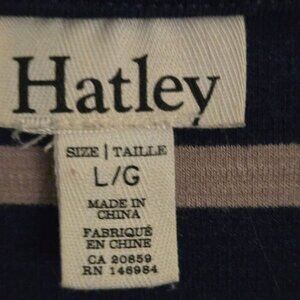 Hatley
SIZE | TAILLE
L/G
MADE IN
CHINA
FABRIQUÉ
EN CHINE
CA 20859
RN 146984